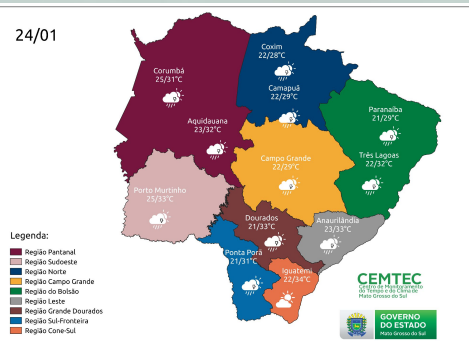 24/01
Coxim
22/28°C
Corumbá
25/31°C
Camapuã
22/29°C
Paranaíba
21/29°C
Aquidauana
23/32°C
Três Lagoas
22/32°C
Campo Grande
22/29°C
Porto Murtinho
25/33°C
Dourados
21/33°C
Anaurilândia
23/33°C
Ponta Porã
21/31°C
Iguatemi
22/34°C
Legenda:
Região Pantanal
Região Sudoeste
Região Norte
Região Campo Grande
Região do Bolsão
Região Leste
Região Grande Dourados
Região Sul-Fronteira
Região Cone-Sul
CEMTEC
Centro de Monitoramento
do Tempo e do Clima de
Mato Grosso do Sul
GOVERNO
DO ESTADO
Mato Grosso do Sul